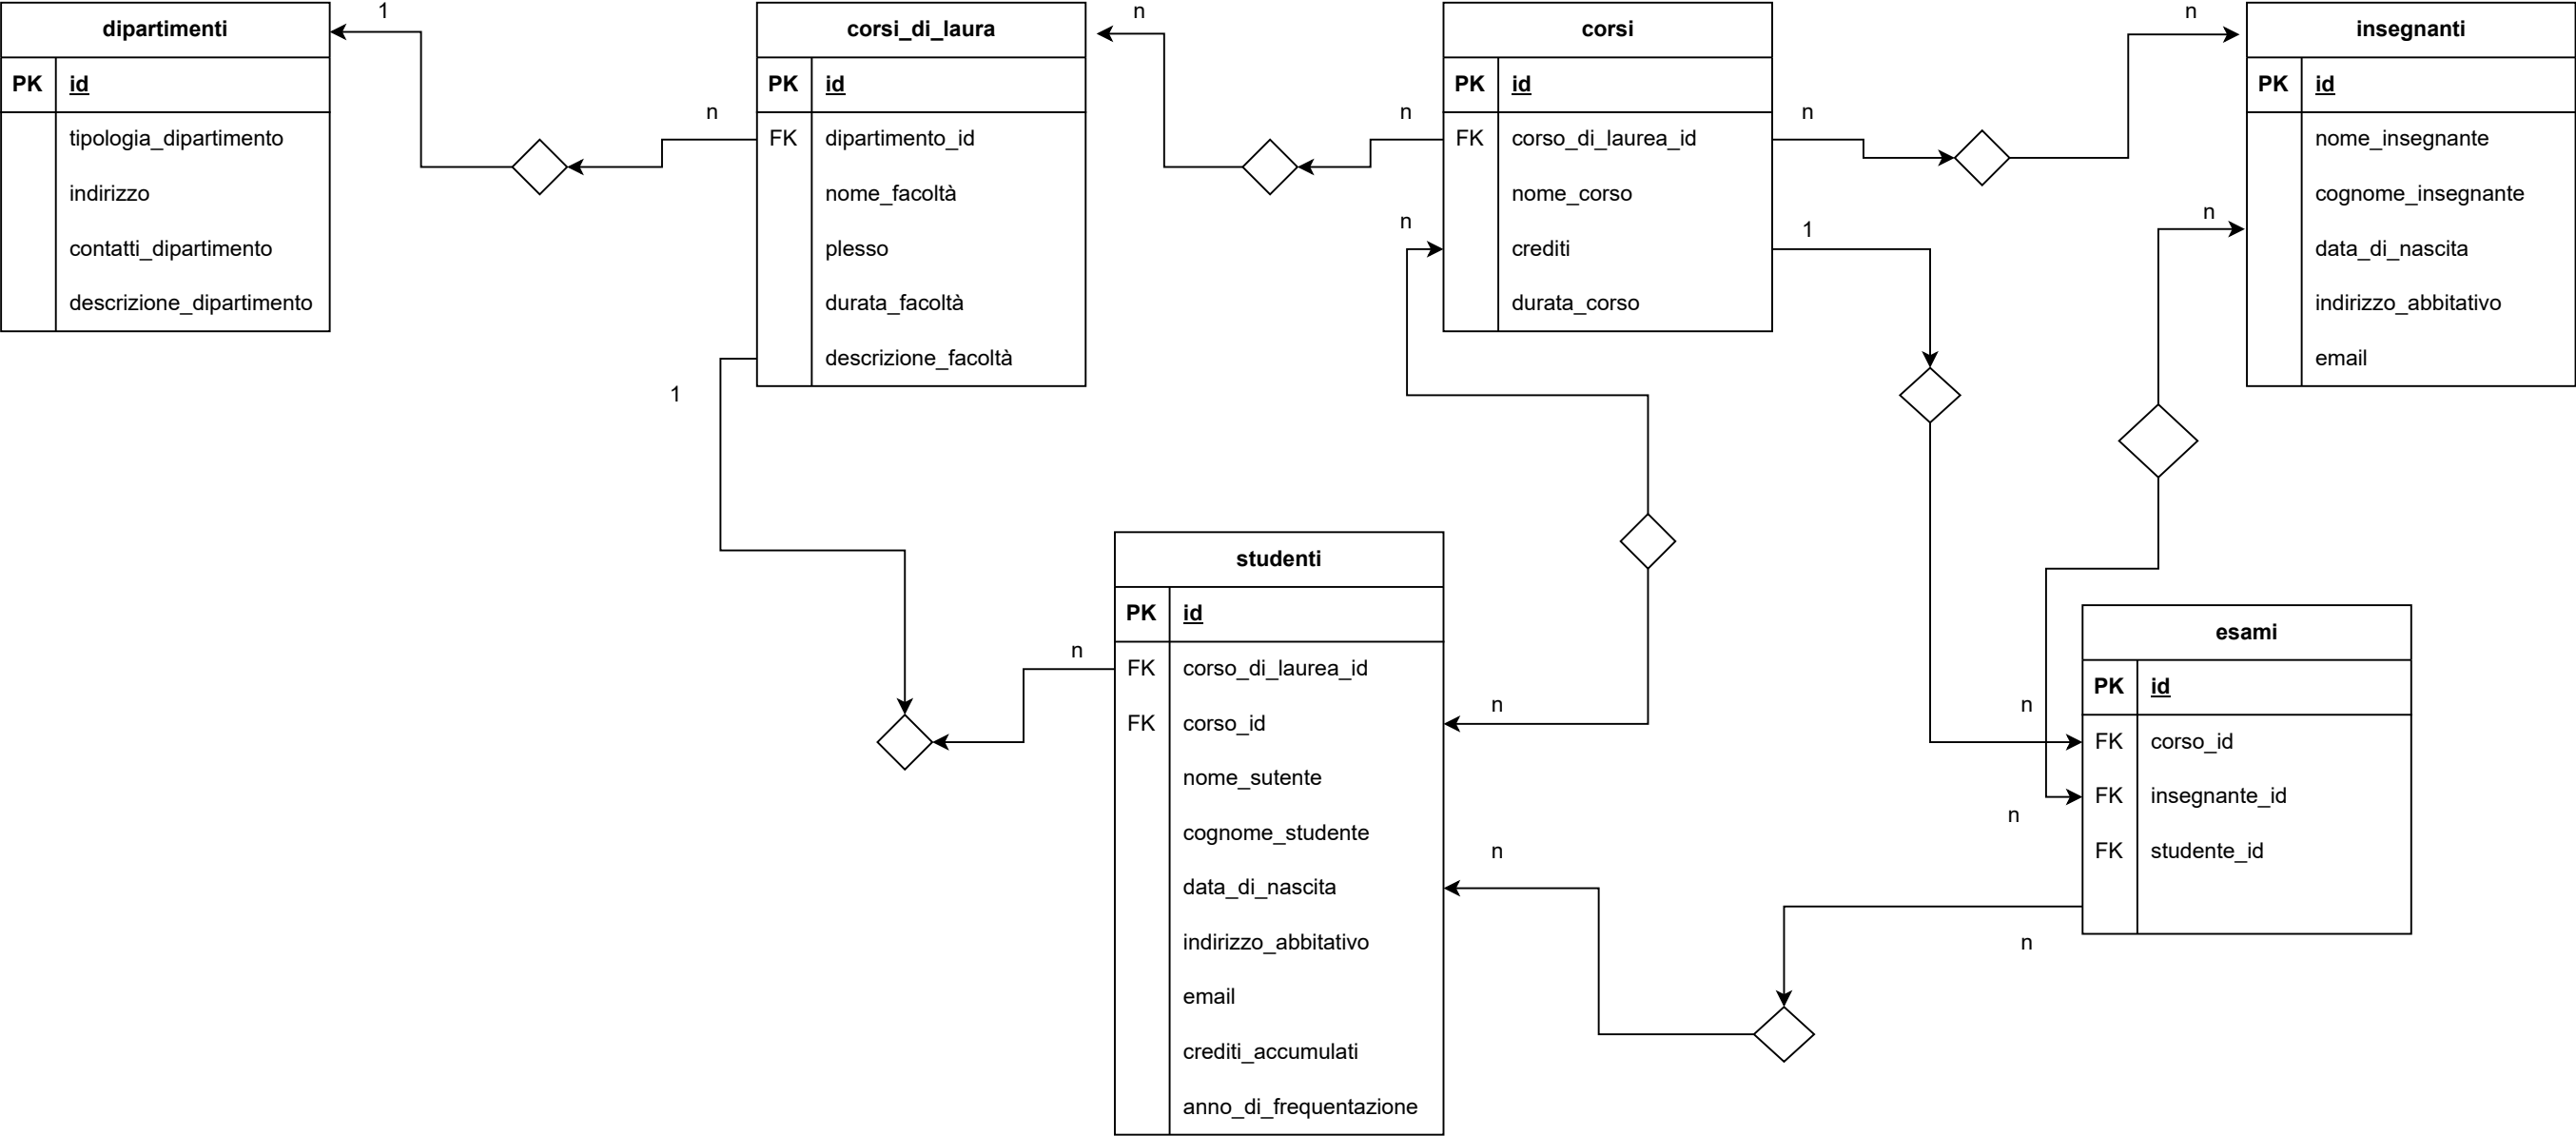 dipartimenti
PK id
tipologia_dipartimento
indirizzo
contatti_dipartimento
descrizione_dipartimento
1
n
corsi_di_laura
PK id
FK dipartimento_id
nome_facoltà
plesso
durata_facoltà
descrizione_facoltà
1
n
n
n
corsi
PK id
FK corso_di_laurea_id
nome_corso
crediti
durata_corso
n
1
n
n
insegnanti
PK id
nome_insegnante
cognome_insegnante
data_di_nascita
indirizzo_abbitativo
email
n
studenti
PK id
FK corso_di_laurea_id
FK corso_id
nome_sutente
cognome_studente
data_di_nascita
indirizzo_abbitativo
email
crediti_accumulati
anno_di_frequentazione
n
n
n
n
n
esami
PK id
FK corso_id
FK insegnante_id
FK studente_id